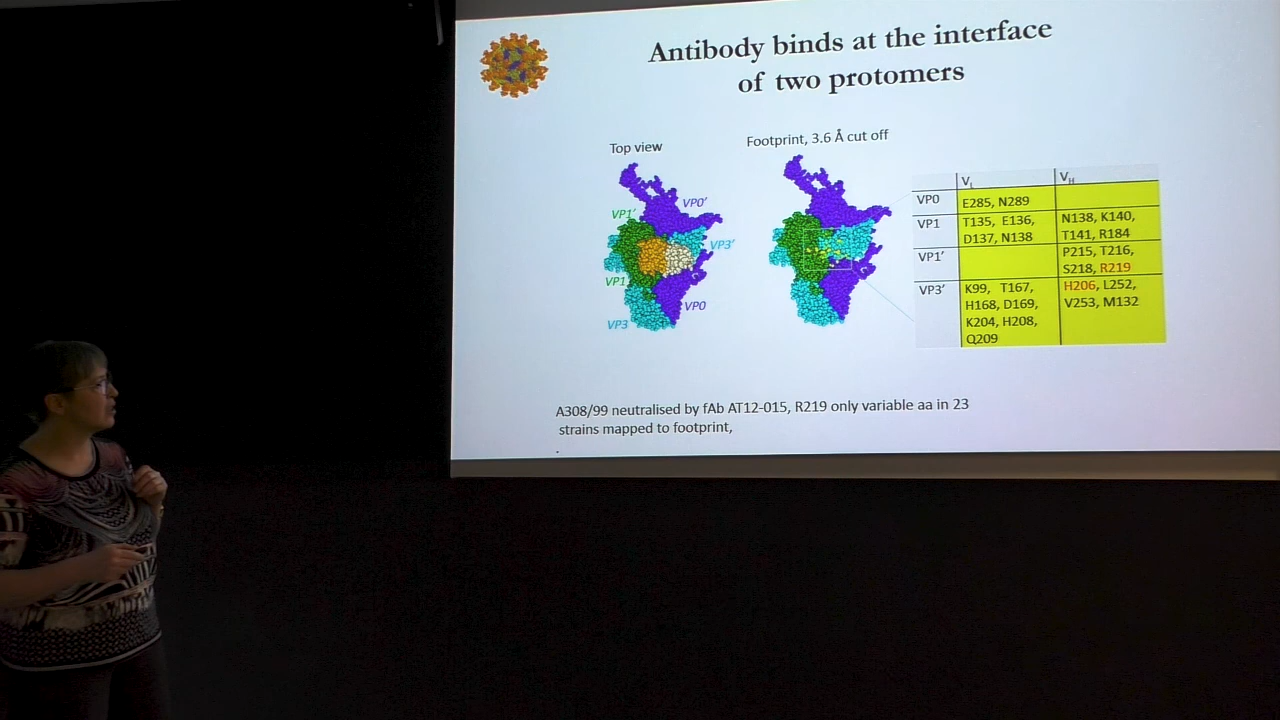 Antibody binds at the interface
of two protomers
Top view
Footprint, 3.6 Å cut off
VP1'
VP0'
VP3'
VP1
VP0
VP3
V_L V_H
VP0 E285, N289
VP1 T135, E136, N138, K140,
D137, N138 T141, R184
VP1' P215, T216,
S218, R219
VP3' K99, T167, H206, L252,
H168, D169, V253, M132
K204, H208,
Q209
A308/99 neutralised by fAb AT12-015, R219 only variable aa in 23
strains mapped to footprint,
.